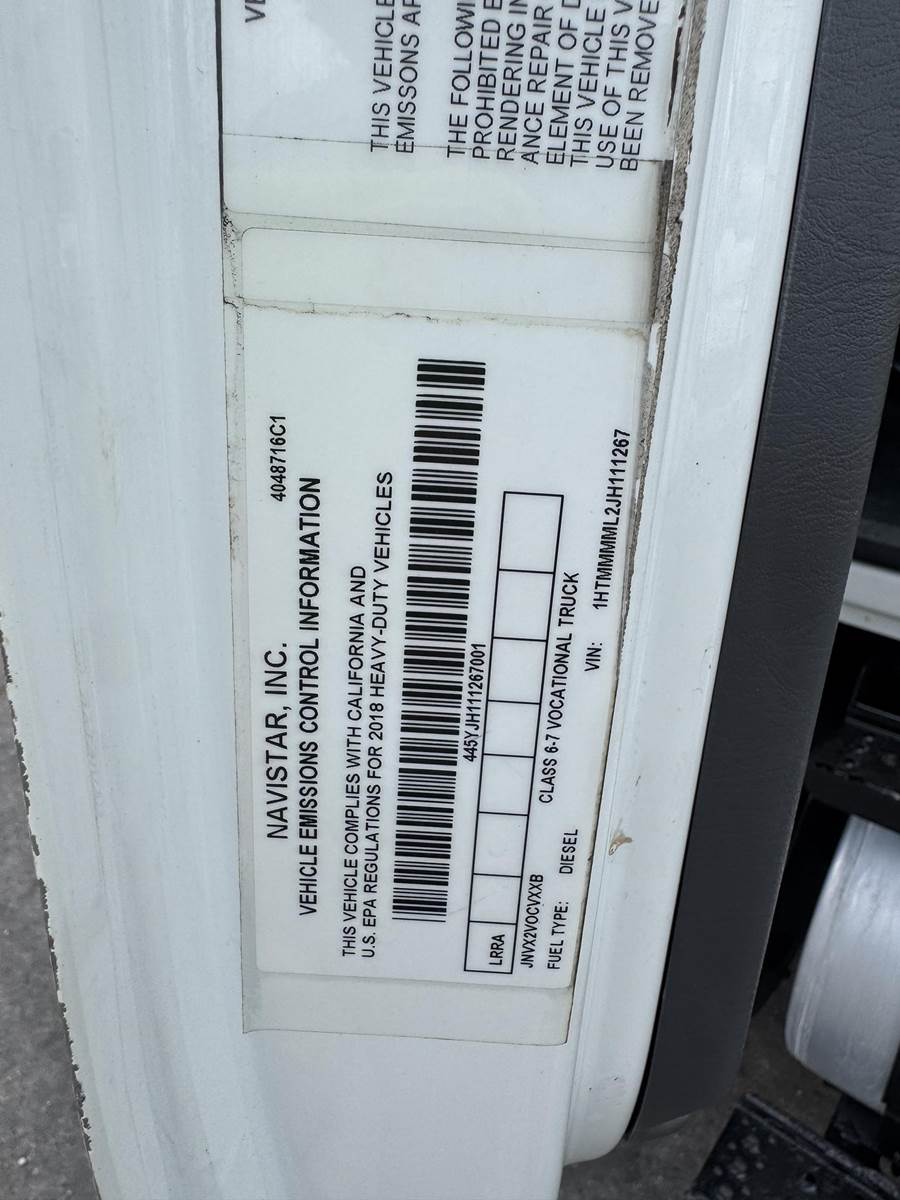 NAVISTAR, INC. 4048716C1
VEHICLE EMISSIONS CONTROL INFORMATION
THIS VEHICLE COMPLIES WITH CALIFORNIA AND
U.S. EPA REGULATIONS FOR 2018 HEAVY-DUTY VEHICLES
445YJH111267001
LRRA
JNVX2VOCVXXB CLASS 6-7 VOCATIONAL TRUCK
FUEL TYPE: DIESEL VIN: 1HTMMMML2JH111267
THIS VEHICLE
EMISSONS
THE FOLLOWI
PROHIBITED
RENDERING IN
ANCE REPAIR
ELEMENT OF
THIS VEHICLE
USE OF THIS V
BEEN REMOVE